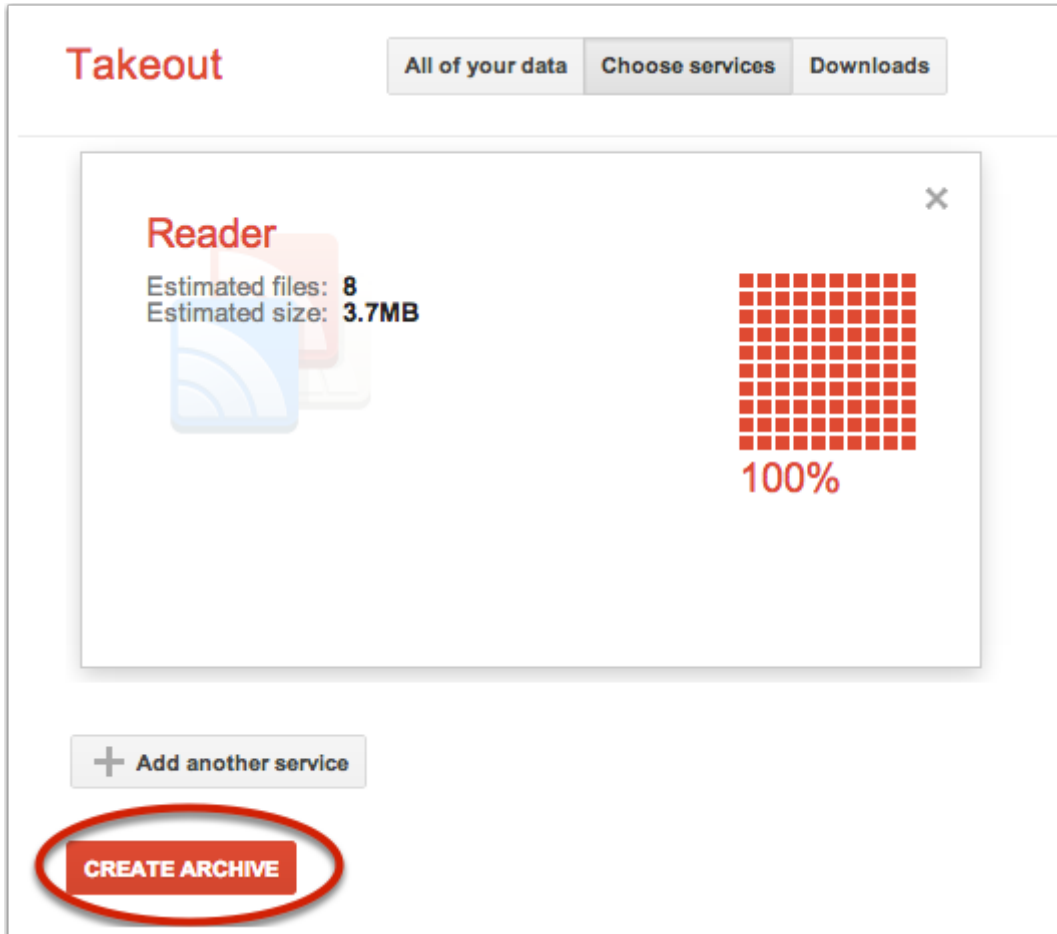 Takeout
All of your data Choose services Downloads
Reader
Estimated files: 8
Estimated size: 3.7MB
100%
Add another service
CREATE ARCHIVE